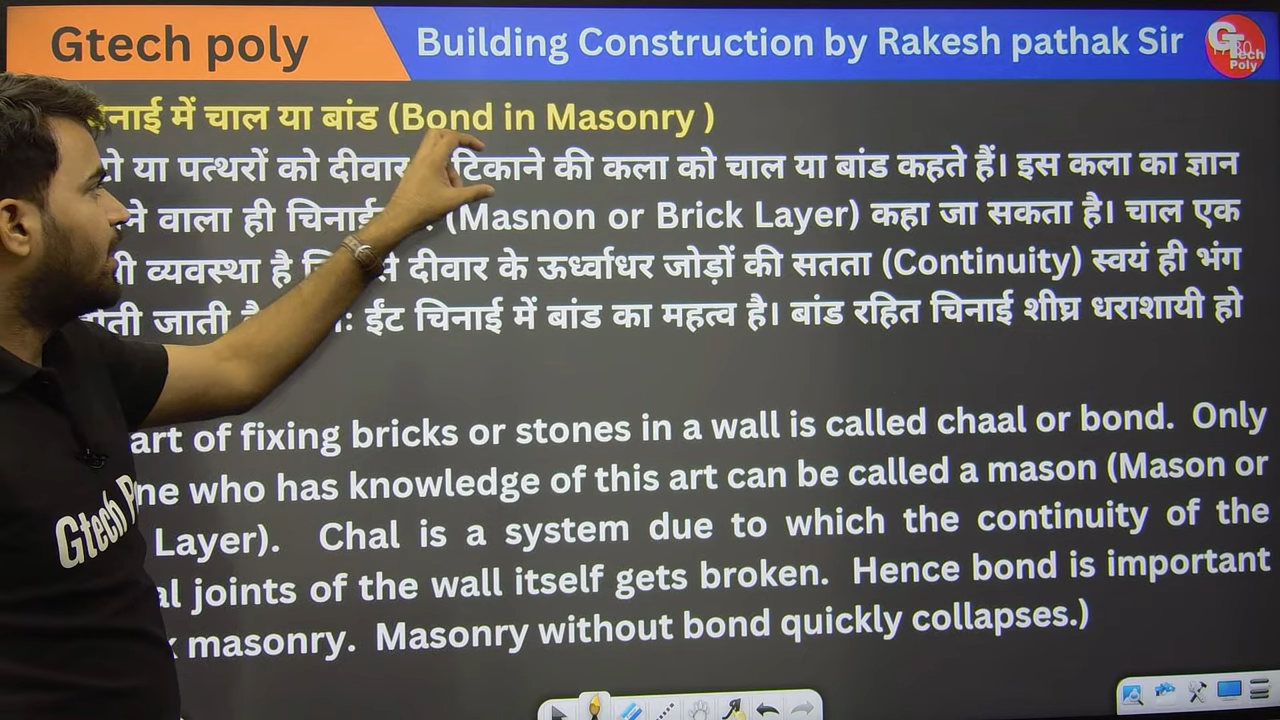 Gtech poly
Building Construction by Rakesh pathak Sir
GT Tech Poly
में चाल या बांड (Bond in Masonry )
या पत्थरों को दीवार टिकाने की कला को चाल या बांड कहते हैं। इस कला का ज्ञान
वाला ही चिनाई (Masnon or Brick Layer) कहा जा सकता है। चाल एक
व्यवस्था है दीवार के ऊर्ध्वाधर जोड़ों की सतता (Continuity) स्वयं ही भंग
जाती ईंट चिनाई में बांड का महत्व है। बांड रहित चिनाई शीघ्र धराशायी हो
art of fixing bricks or stones in a wall is called chaal or bond. Only
who has knowledge of this art can be called a mason (Mason or
Layer). Chal is a system due to which the continuity of the
joints of the wall itself gets broken. Hence bond is important
masonry. Masonry without bond quickly collapses.)
Gtech